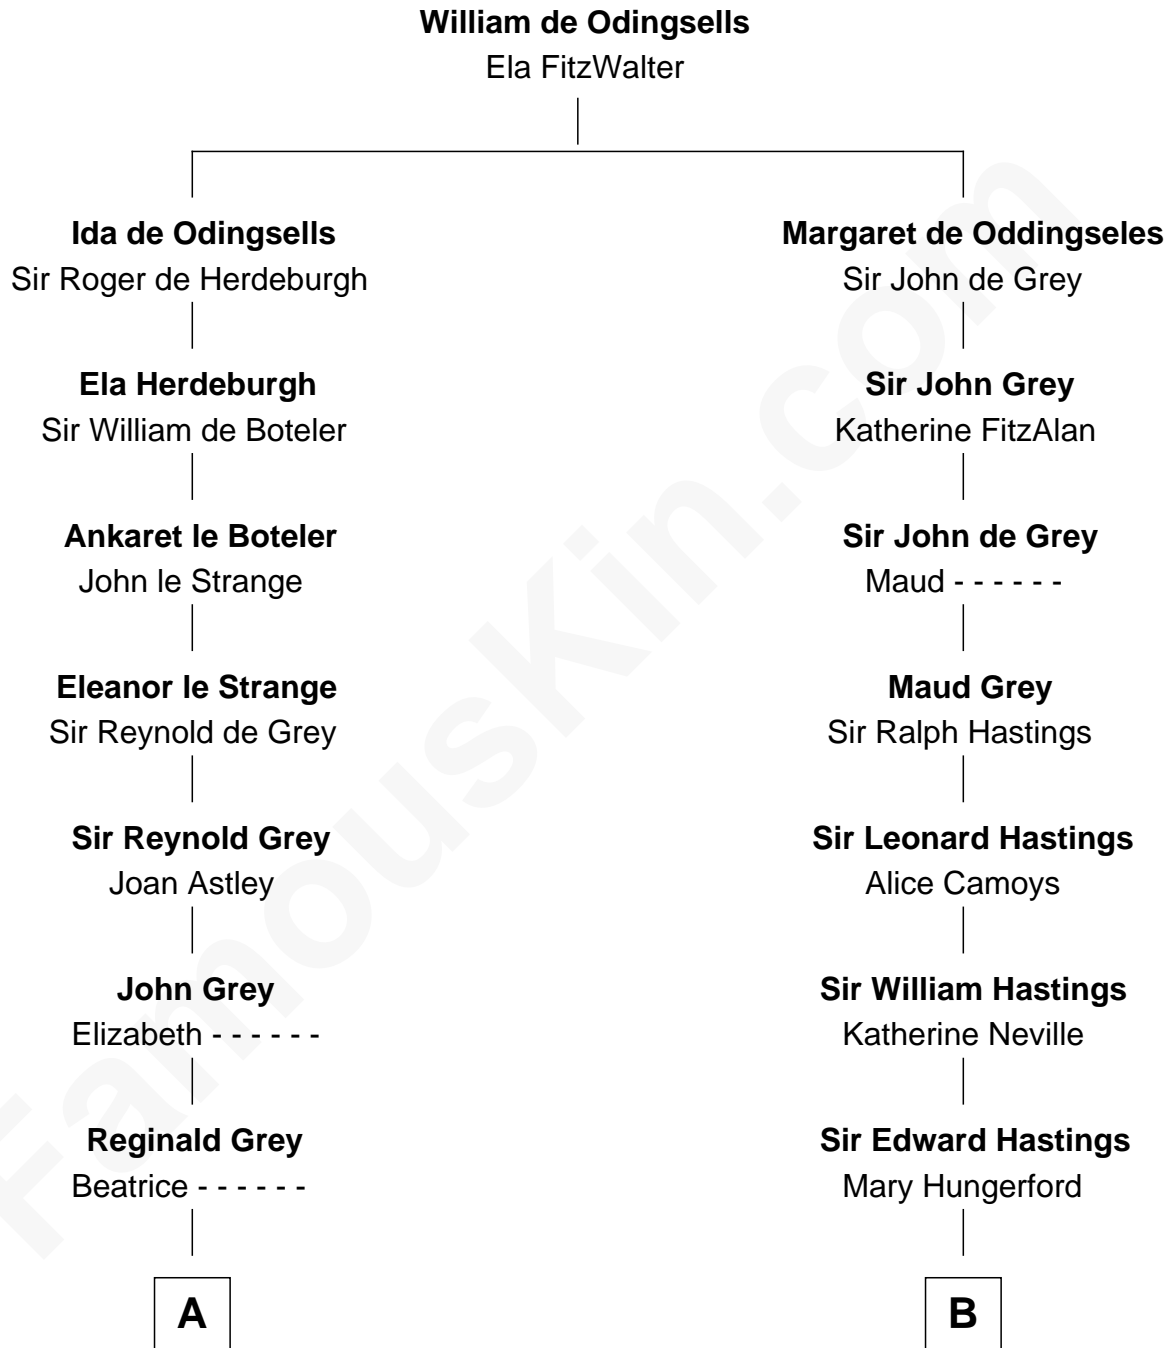 William de Odingsells
Ela FitzWalter
Ida de Odingsells
Sir Roger de Herdeburgh
Margaret de Oddingseles
Sir John de Grey
Ela Herdeburgh
Sir William de Boteler
Sir John Grey
Katherine FitzAlan
Ankaret le Boteler
John le Strange
Sir John de Grey
Maud - - - - - -
Eleanor le Strange
Sir Reynold de Grey
Maud Grey
Sir Ralph Hastings
Sir Reynold Grey
Joan Astley
Sir Leonard Hastings
Alice Camoys
John Grey
Elizabeth - - - - - -
Sir William Hastings
Katherine Neville
Reginald Grey
Beatrice - - - - - -
Sir Edward Hastings
Mary Hungerford
A
B
FamousKin.com